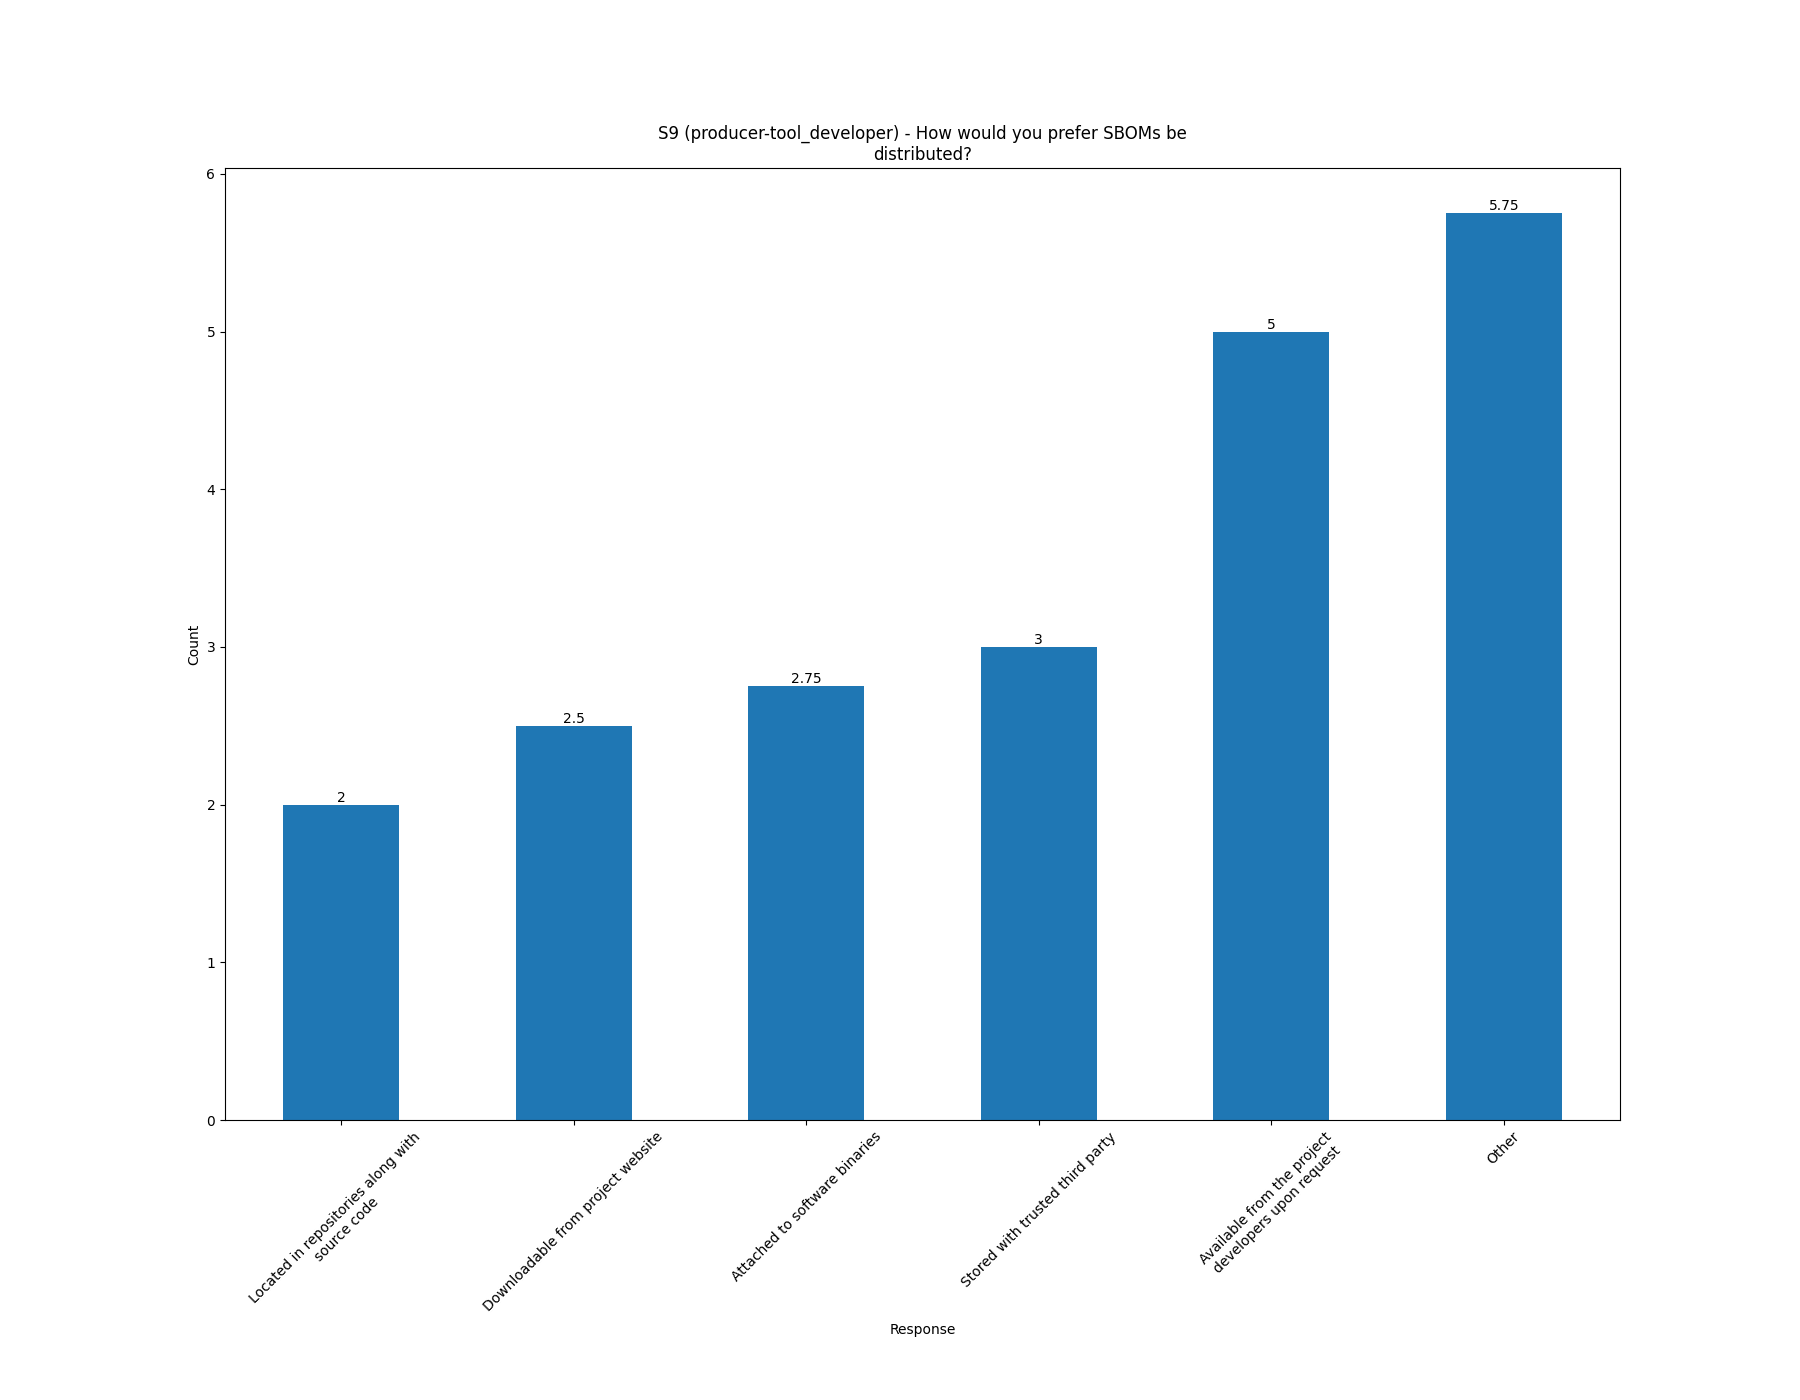 S9 (producer-tool_developer) - How would you prefer SBOMs be
distributed?
6
5
4
3
2
1
0
Count
2
2.5
2.75
3
5
5.75
Located in repositories along with
source code
Downloadable from project website
Attached to software binaries
Stored with trusted third party
Available from the project
developers upon request
Other
Response